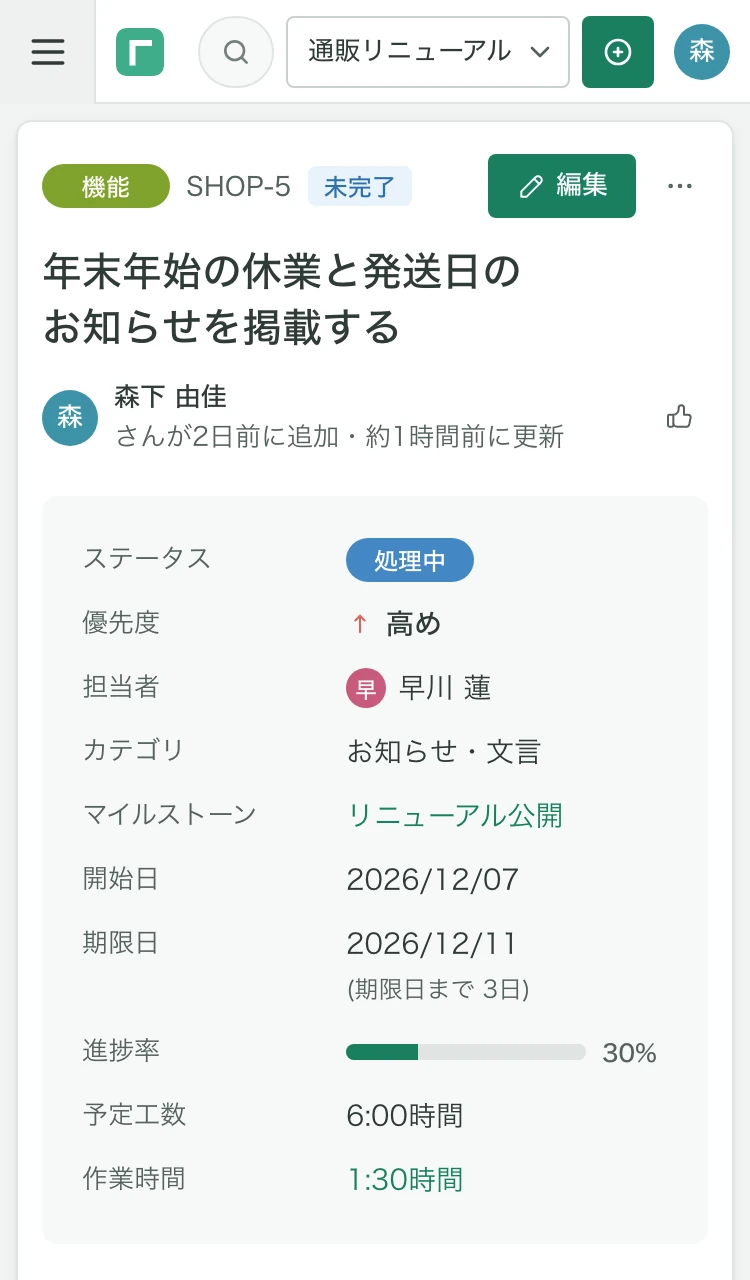 通販リニューアル
森
機能
SHOP-5
未完了
編集
年末年始の休業と発送日の
お知らせを掲載する
森
森下 由佳
さんが2日前に追加・約1時間前に更新
ステータス
処理中
優先度
↑ 高め
担当者
早
早川 蓮
カテゴリ
お知らせ・文言
マイルストーン
リニューアル公開
開始日
2026/12/07
期限日
2026/12/11
(期限日まで 3日)
進捗率
30%
予定工数
6:00時間
作業時間
1:30時間